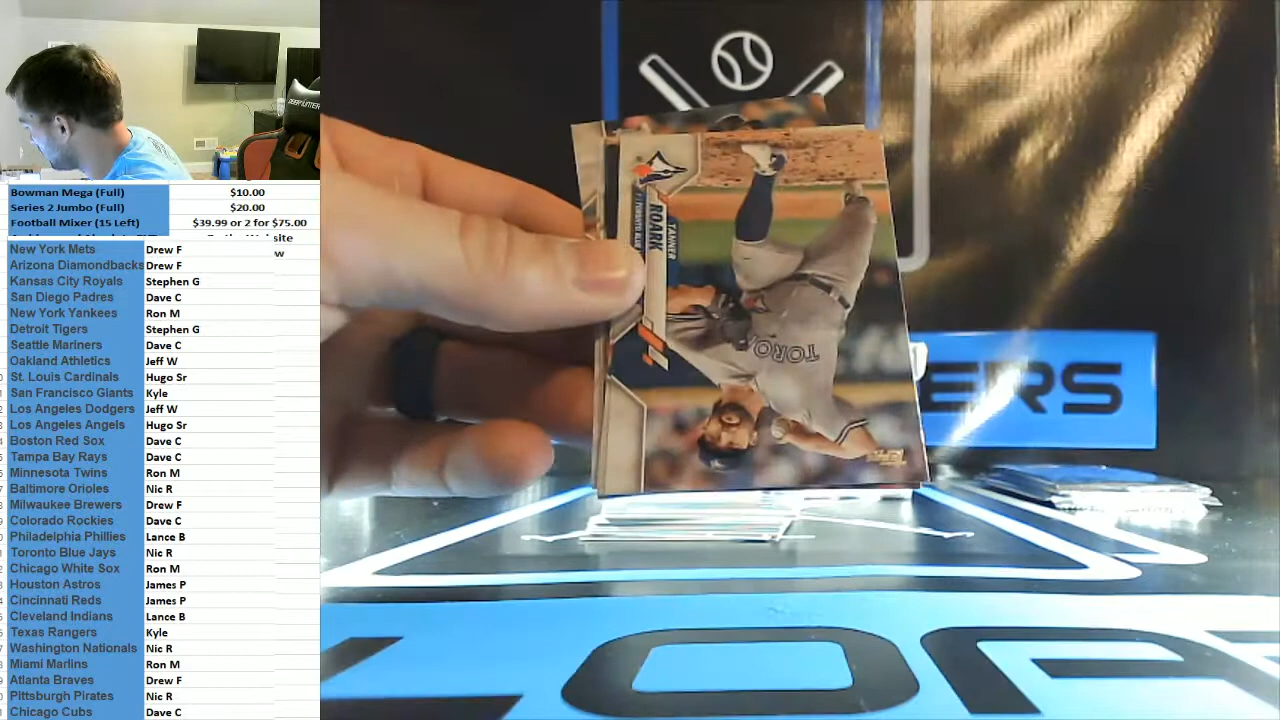 Bowman Mega (Full) $10.00
Series 2 Jumbo (Full) $20.00
Football Mixer (15 Left) $39.99 or 2 for $75.00
New York Mets Drew F
Arizona Diamondbacks Drew F
Kansas City Royals Stephen G
San Diego Padres Dave C
New York Yankees Ron M
Detroit Tigers Stephen G
Seattle Mariners Dave C
Oakland Athletics Jeff W
St. Louis Cardinals Hugo Sr
San Francisco Giants Kyle
Los Angeles Dodgers Jeff W
Los Angeles Angels Hugo Sr
Boston Red Sox Dave C
Tampa Bay Rays Dave C
Minnesota Twins Ron M
Baltimore Orioles Nic R
Milwaukee Brewers Drew F
Colorado Rockies Dave C
Philadelphia Phillies Lance B
Toronto Blue Jays Nic R
Chicago White Sox Ron M
Houston Astros James P
Cincinnati Reds James P
Cleveland Indians Lance B
Texas Rangers Kyle
Washington Nationals Nic R
Miami Marlins Ron M
Atlanta Braves Drew F
Pittsburgh Pirates Nic R
Chicago Cubs Dave C
TANNER
ROARK
TORO
ERS